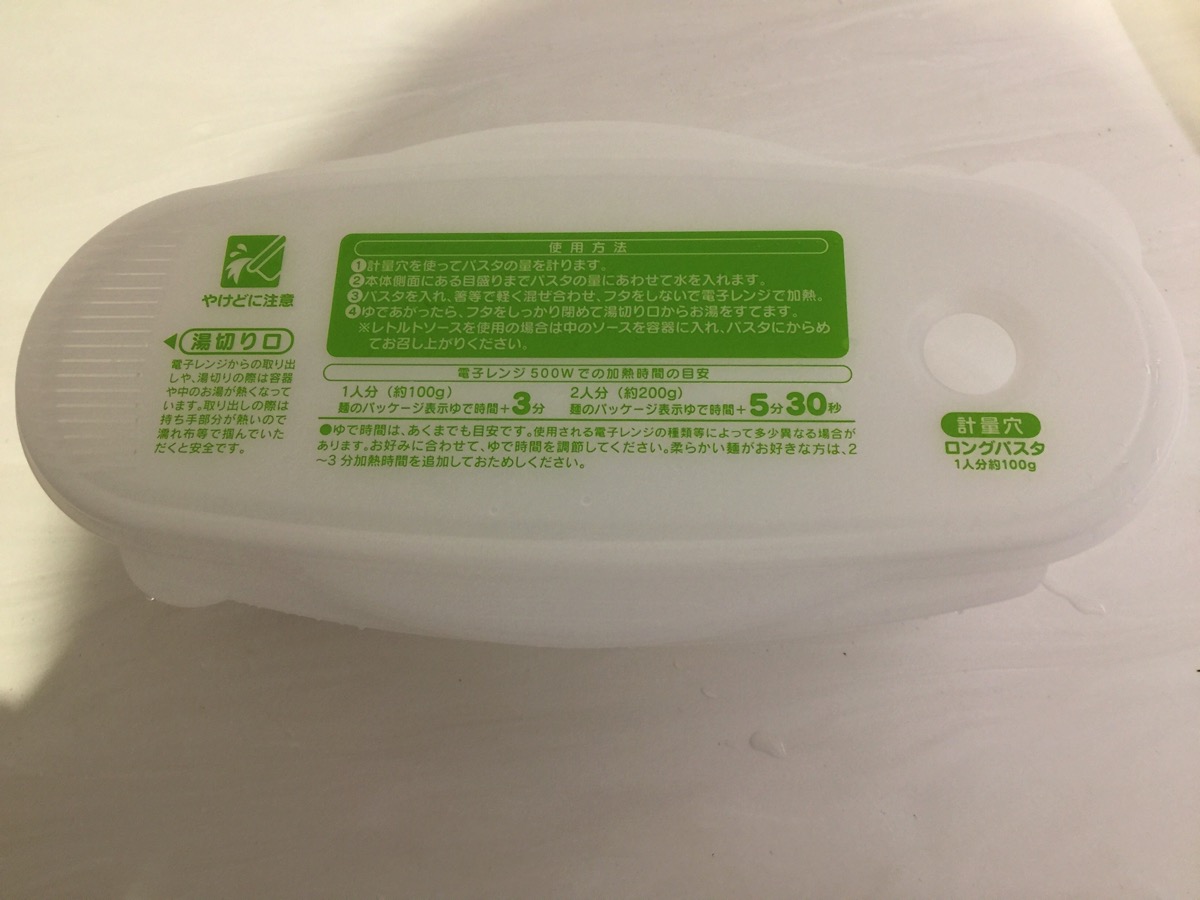 やけどに注意
湯切り口
電子レンジからの取り出
しや、湯切りの際は容器
や中のお湯が熱くなって
います。取り出しの際は
持ち手部分が熱いので
濡れ布等で掴んでいた
だくと安全です。
使用方法
①計量穴を使ってパスタの量を計ります。
②本体側面にある目盛りまでパスタの量にあわせて水を入れます。
③パスタを入れ、箸等で軽く混ぜ合わせ、フタをしないで電子レンジで加熱。
④ゆであがったら、フタをしっかり閉めて湯切り口からお湯をすてます。
※レトルトソースを使用の場合は中のソースを容器に入れ、パスタにからめ
てお召し上がりください。
電子レンジ500Wでの加熱時間の目安
1人分(約100g)
麺のパッケージ表示ゆで時間+3分
2人分(約200g)
麺のパッケージ表示ゆで時間+5分30秒
●ゆで時間は、あくまでも目安です。使用される電子レンジの種類等によって多少異なる場合が
あります。お好みに合わせて、ゆで時間を調節してください。柔らかい麺がお好きな方は、2
~3分加熱時間を追加しておためしください。
計量穴
ロングパスタ
1人分約100g